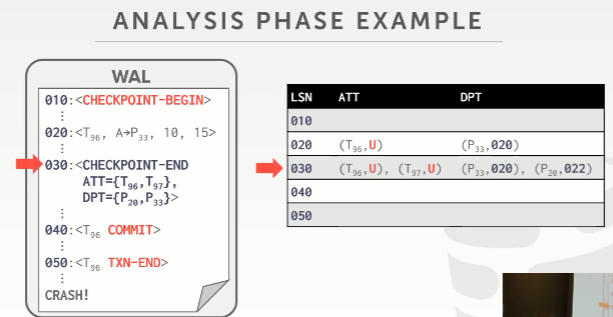 ANALYSIS PHASE EXAMPLE
WAL
010:<CHECKPOINT-BEGIN>
⋮
020:<T₉₆, A→P₃₃, 10, 15>
⋮
030:<CHECKPOINT-END
ATT={T₉₆,T₉₇},
DPT={P₂₀,P₃₃}>
⋮
040:<T₉₆ COMMIT>
⋮
050:<T₉₆ TXN-END>
⋮
CRASH!
LSN ATT DPT
010
020 (T₉₆,U) (P₃₃,020)
030 (T₉₆,U), (T₉₇,U) (P₃₃,020), (P₂₀,022)
040
050